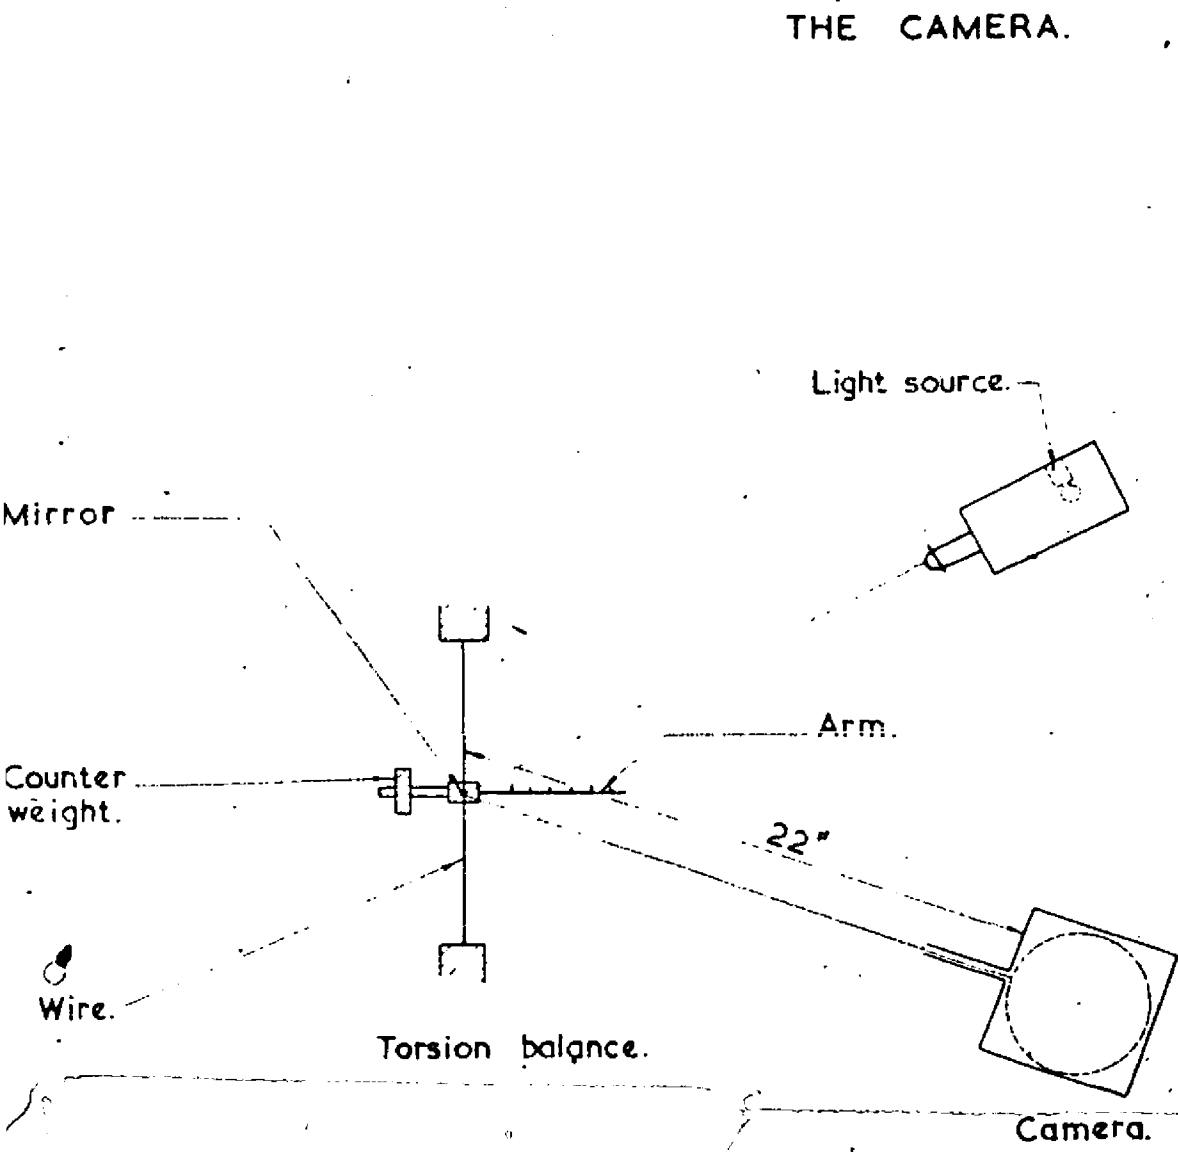 THE CAMERA.
Light source.
Mirror
Arm.
Counter
weight.
22"
Wire.
Torsion balance.
Camera.